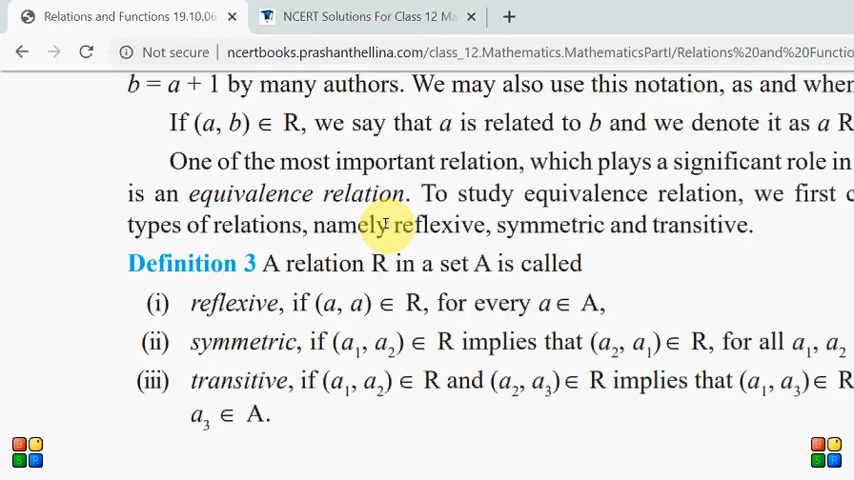 Relations and Functions 19.10.06
NCERT Solutions For Class 12 Ma
Not secure
ncertbooks.prashanthellina.com/class_12.Mathematics.MathematicsPartI/Relations%20and%20Functio
b = a + 1 by many authors. We may also use this notation, as and when
If (a, b) ∈ R, we say that a is related to b and we denote it as a R
One of the most important relation, which plays a significant role in
is an equivalence relation. To study equivalence relation, we first c
types of relations, namely reflexive, symmetric and transitive.
Definition 3 A relation R in a set A is called
(i) reflexive, if (a, a) ∈ R, for every a ∈ A,
(ii) symmetric, if (a₁, a₂) ∈ R implies that (a₂, a₁) ∈ R, for all a₁, a₂
(iii) transitive, if (a₁, a₂) ∈ R and (a₂, a₃) ∈ R implies that (a₁, a₃) ∈ R
a₃ ∈ A.
B
S R
B
S R